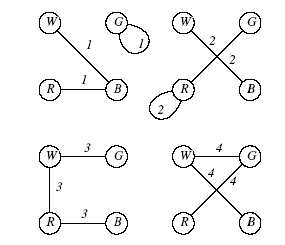 W G W G
1 1 2 2
1
R B R B
2
3 4
W G W G
3 4 4
3
R B R B